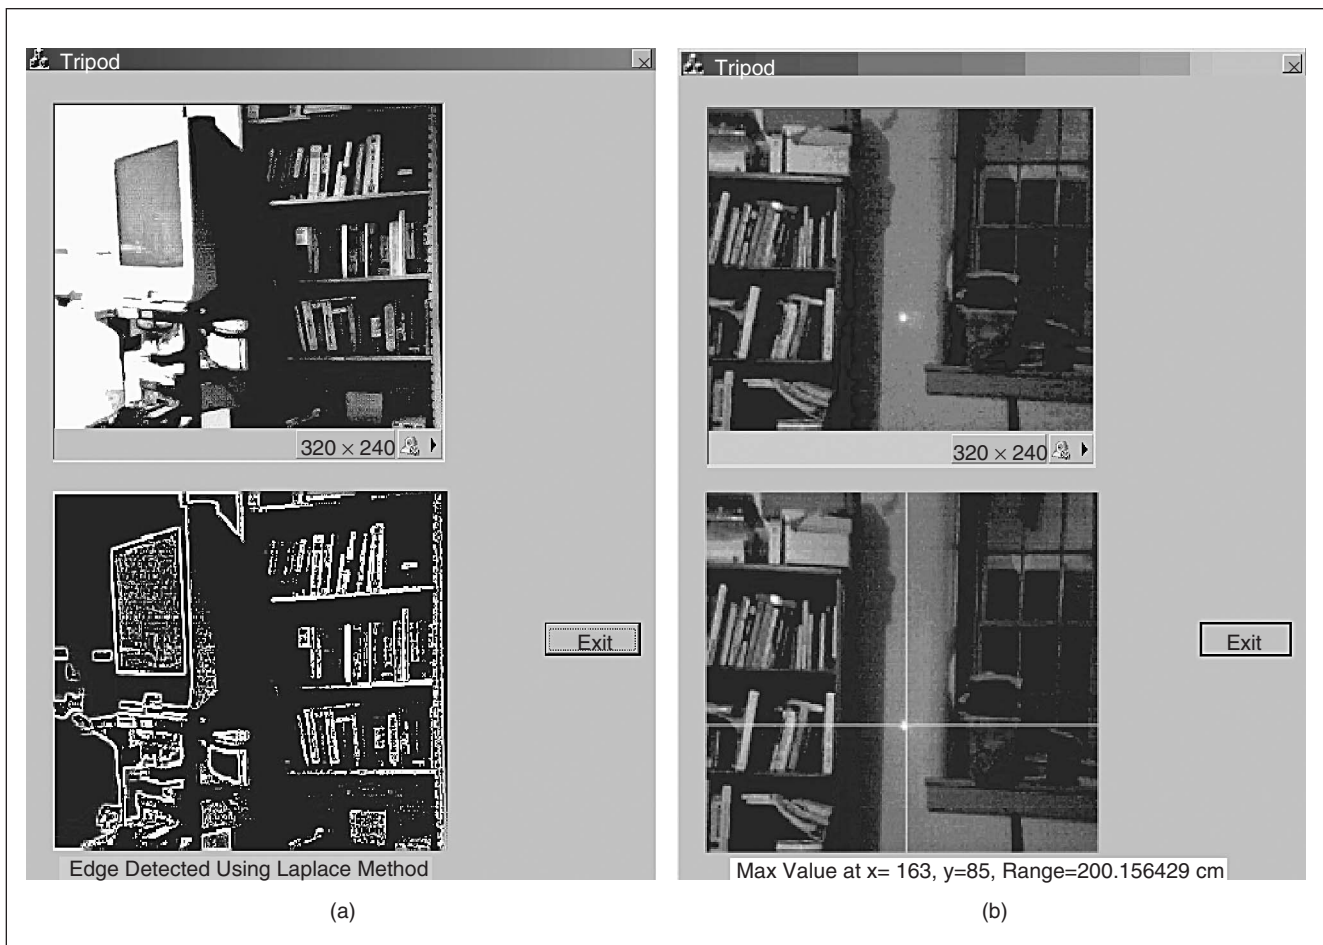 Tripod
320 × 240
Exit
Edge Detected Using Laplace Method
(a)
Tripod
320 × 240
Exit
Max Value at x= 163, y=85, Range=200.156429 cm
(b)